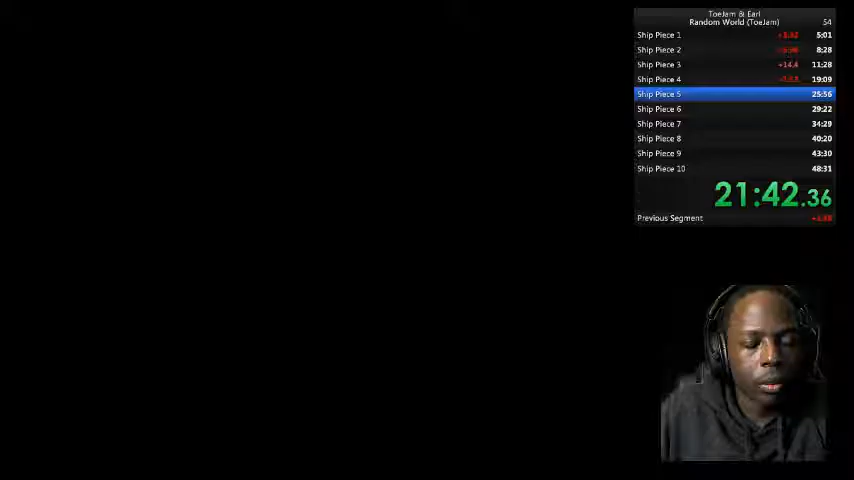 ToeJam & Earl
Random World (ToeJam) 54
Ship Piece 1 5:01
Ship Piece 2 8:28
Ship Piece 3 +14.4 11:28
Ship Piece 4 19:09
Ship Piece 5 25:56
Ship Piece 6 29:22
Ship Piece 7 34:29
Ship Piece 8 40:20
Ship Piece 9 43:30
Ship Piece 10 48:31
21:42.36
Previous Segment